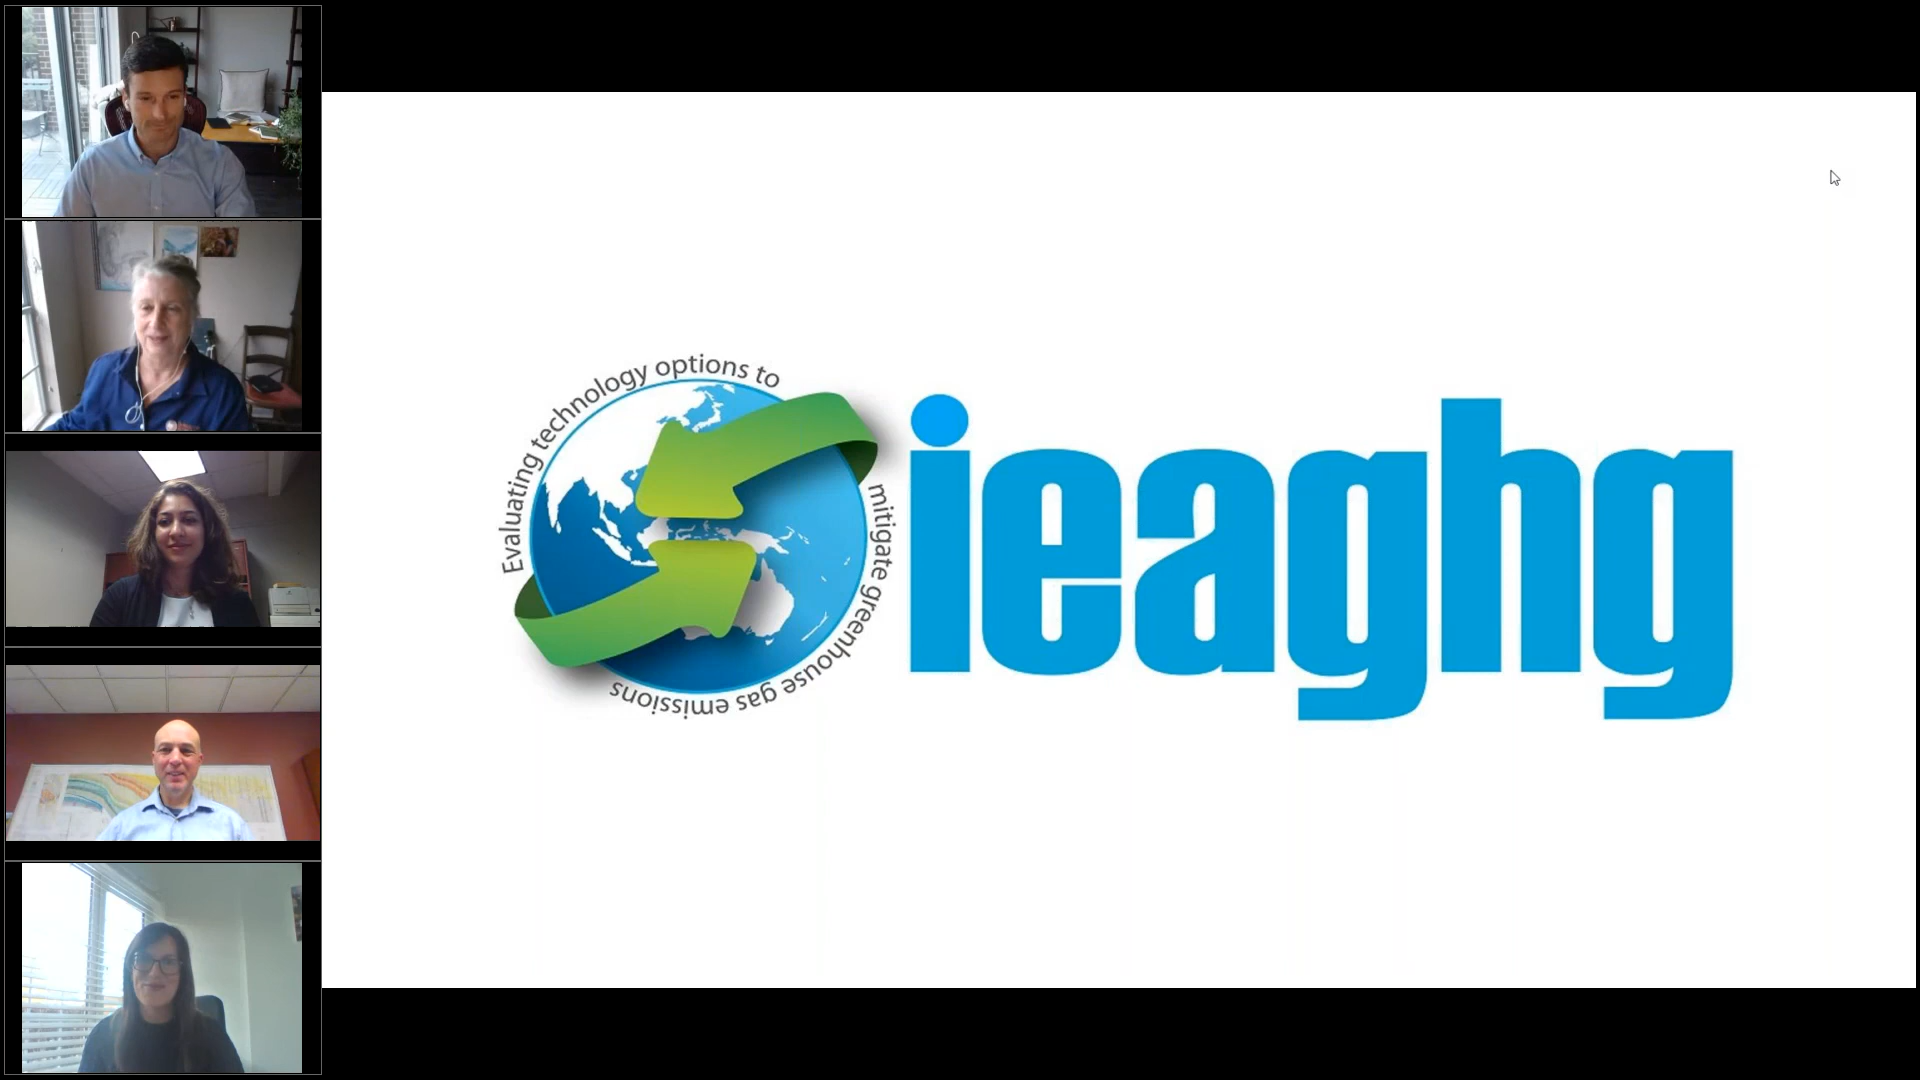 Evaluating technology options to
mitigate greenhouse gas emissions
ieaghg